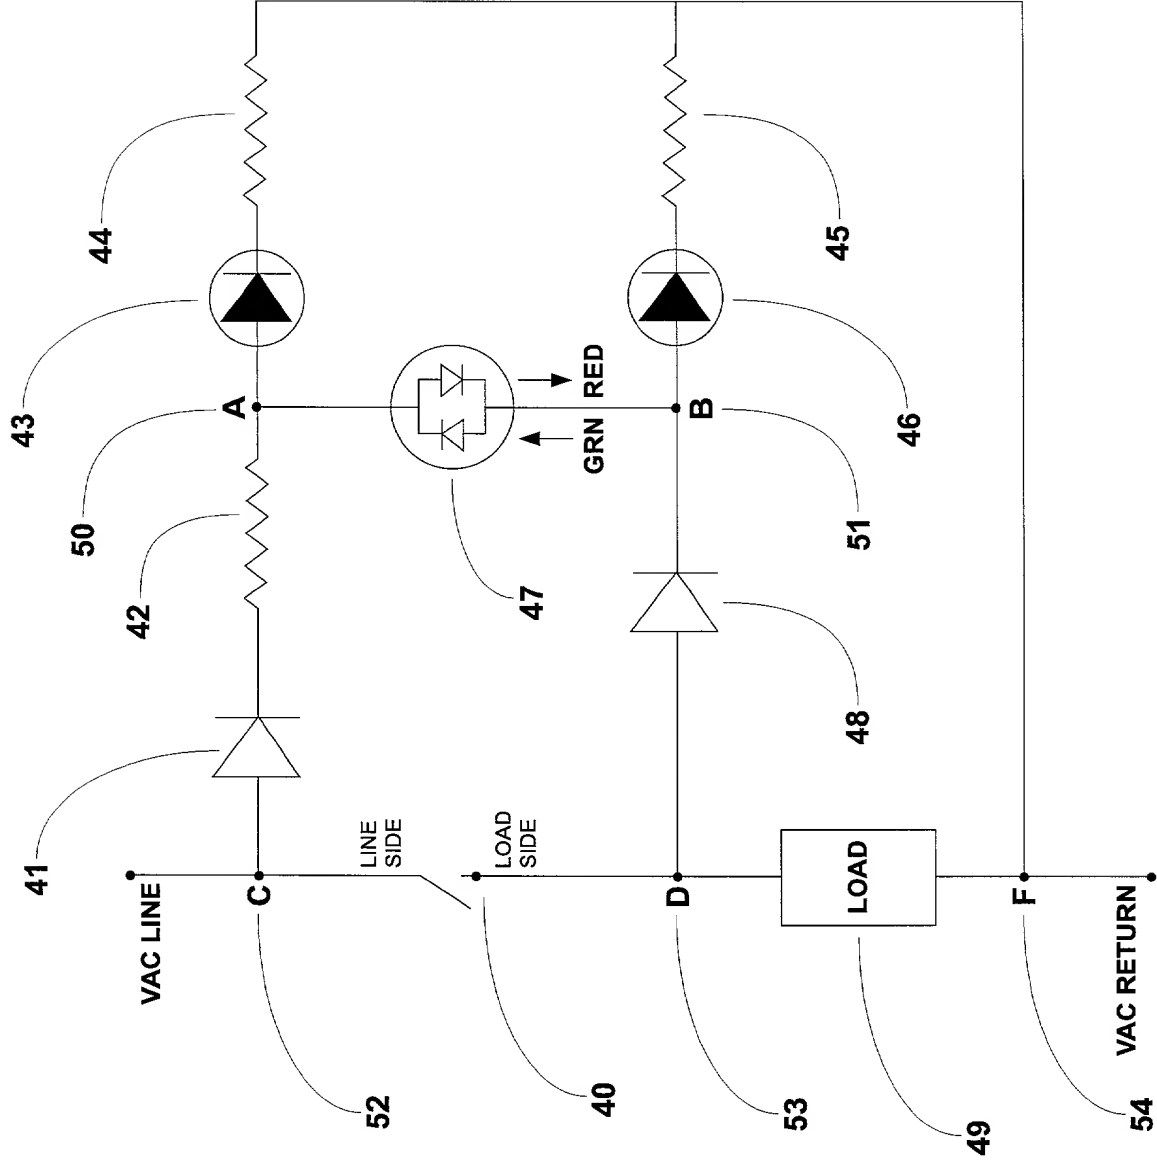 44
43
A
50
42
41
VAC LINE
C
52
LINE
SIDE
LOAD
SIDE
40
47
GRN
RED
45
46
B
51
48
D
53
LOAD
49
F
54
VAC RETURN